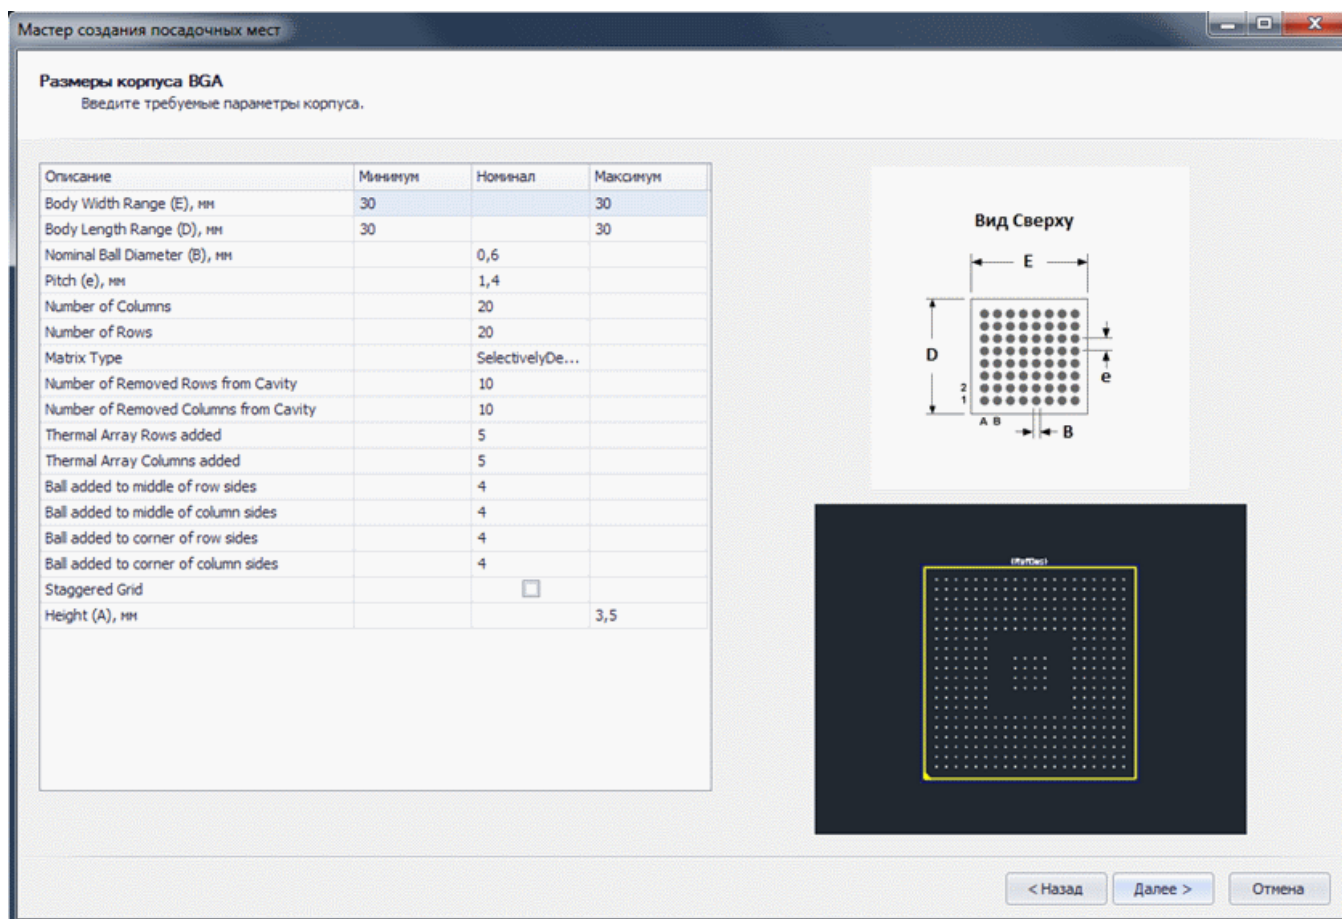 Мастер создания посадочных мест
Размеры корпуса BGA
Введите требуемые параметры корпуса.
Описание Минимум Номинал Максимум
Body Width Range (E), мм 30 30
Body Length Range (D), мм 30 30
Nominal Ball Diameter (B), мм 0,6
Pitch (e), мм 1,4
Number of Columns 20
Number of Rows 20
Matrix Type SelectivelyDe...
Number of Removed Rows from Cavity 10
Number of Removed Columns from Cavity 10
Thermal Array Rows added 5
Thermal Array Columns added 5
Ball added to middle of row sides 4
Ball added to middle of column sides 4
Ball added to corner of row sides 4
Ball added to corner of column sides 4
Staggered Grid
Height (A), мм 3,5
Вид Сверху
E
D
e
2
1
A B
B
{RefDes}
< Назад Далее > Отмена